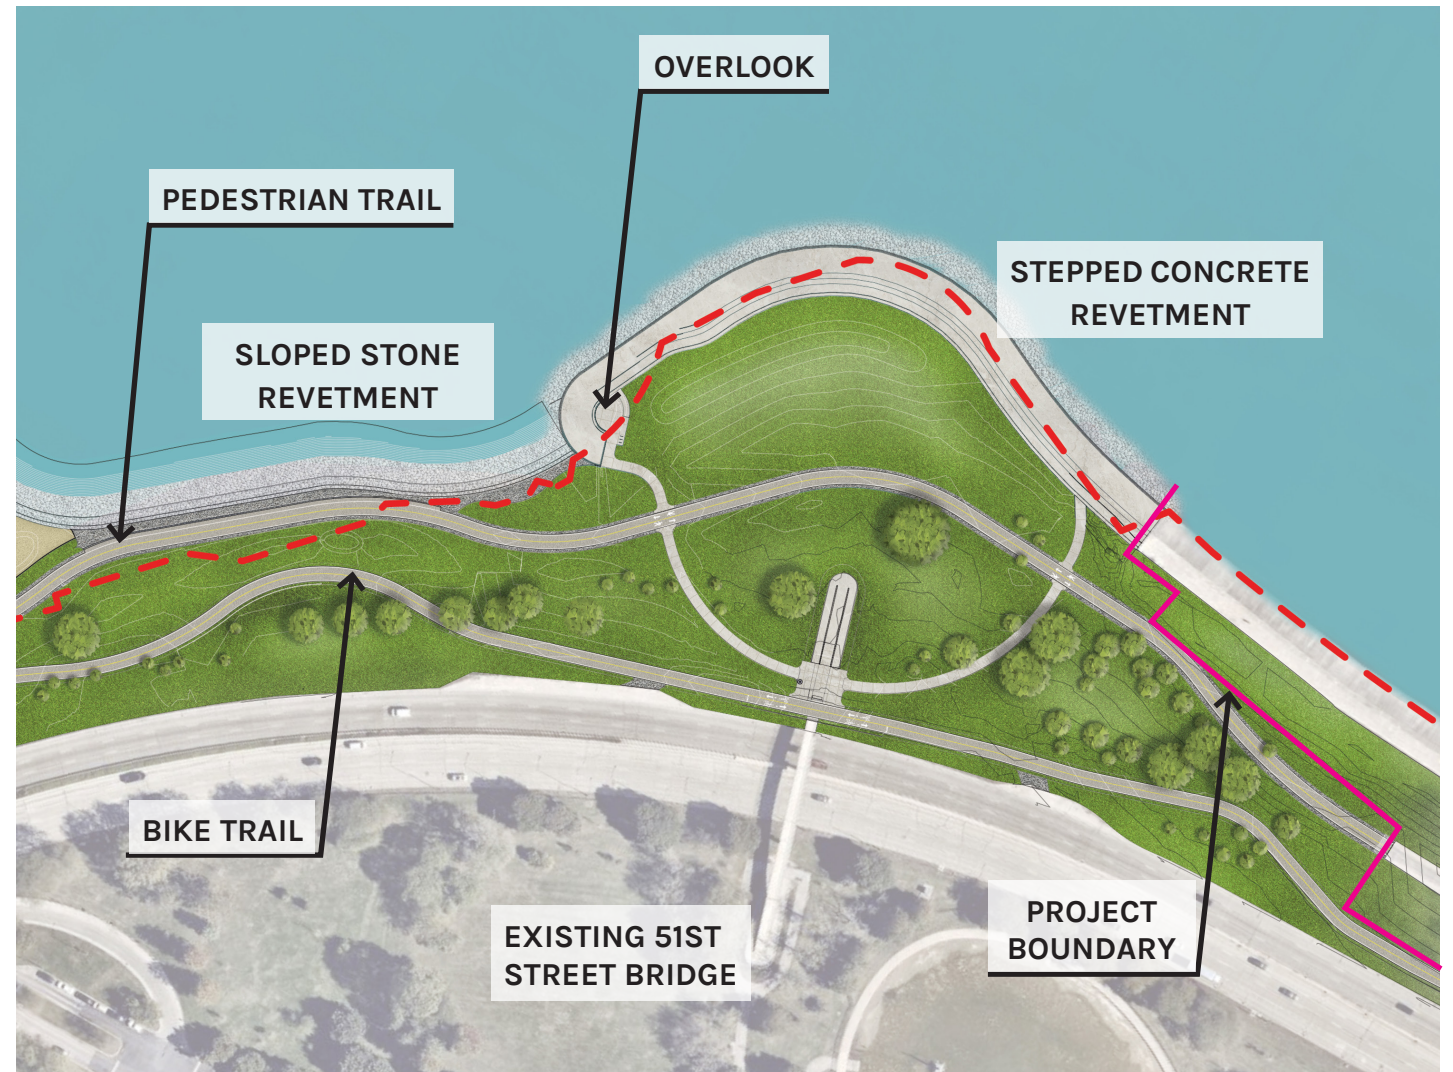 OVERLOOK
PEDESTRIAN TRAIL
STEPPED CONCRETE
REVETMENT
SLOPED STONE
REVETMENT
BIKE TRAIL
EXISTING 51ST
STREET BRIDGE
PROJECT
BOUNDARY